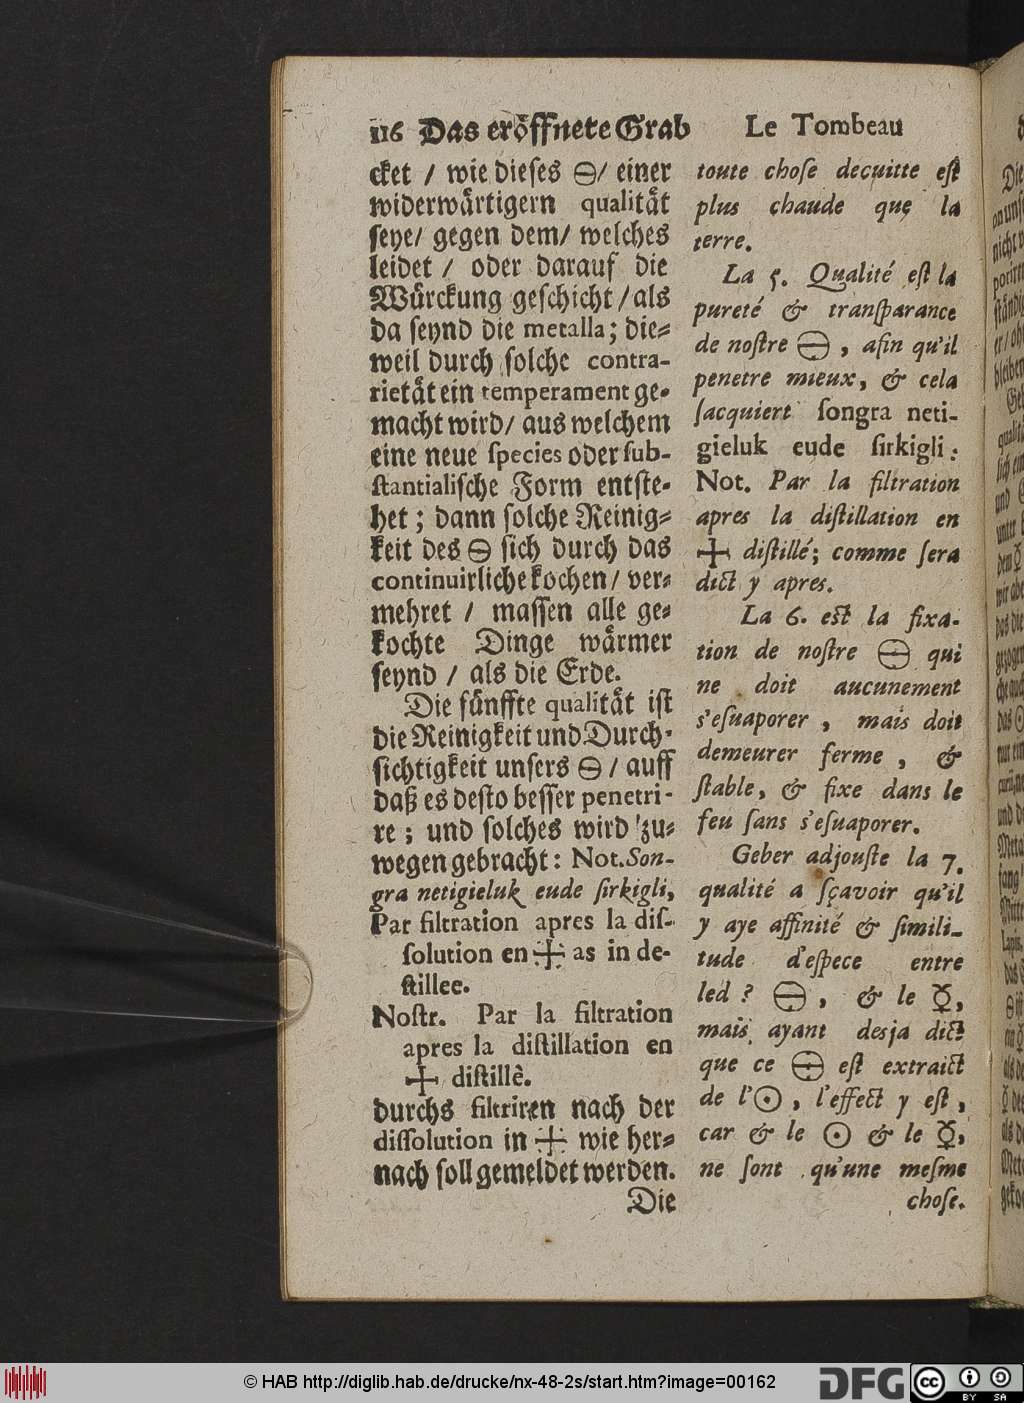 116 Das eröffnete Grab
cket / wie dieses 🜔/ einer
widerwärtigern qualität
seye/ gegen dem/ welches
leidet / oder darauf die
Würckung geschicht / als
da seynd die metalla; die⸗
weil durch solche contra-
rietät ein temperament ge⸗
macht wird/ aus welchem
eine neue species oder sub-
stantialische Form entste⸗
het ; dann solche Reinig⸗
keit des 🜔 sich durch das
continuirliche kochen/ ver⸗
mehret / massen alle ge⸗
kochte Dinge wärmer
seynd / als die Erde.
Die fünffte qualität ist
die Reinigkeit und Durch⸗
sichtigkeit unsers 🜔 / auff
daß es desto besser penetri-
re ; und solches wird zu⸗
wegen gebracht: Not. Son-
gra netigieluk eude sirkigli,
Par filtration apres la dis-
solution en 🜊 as in de-
stillee.
Nostr. Par la filtration
apres la distillation en
🜊 distillè.
durchs filtriren nach der
dissolution in 🜊 wie her⸗
nach soll gemeldet werden.
Die
Le Tombeau
toute chose decuitte est
plus chaude que la
terre.
La 5. Qualité est la
pureté & transparance
de nostre 🜔 , afin qu'il
penetre mieux, & cela
s'acquiert songra neti-
gieluk eude sirkigli:
Not. Par la filtration
apres la distillation en
🜊 distillé; comme sera
dict y apres.
La 6. est la fixa-
tion de nostre 🜔 qui
ne doit aucunement
s'esuaporer , mais doit
demeurer ferme , &
stable, & fixe dans le
feu sans s'esuaporer.
Geber adjouste la 7.
qualité a sçavoir qu'il
y aye affinité & simili-
tude d'espece entre
led ? 🜔 , & le ☿,
mais ayant desja dict
que ce 🜔 est extraict
de l'☉ , l'effect y est ,
car & le ☉ & le ☿,
ne sont qu'une mesme
chose.
© HAB http://diglib.hab.de/drucke/nx-48-2s/start.htm?image=00162
DFG
cc BY SA